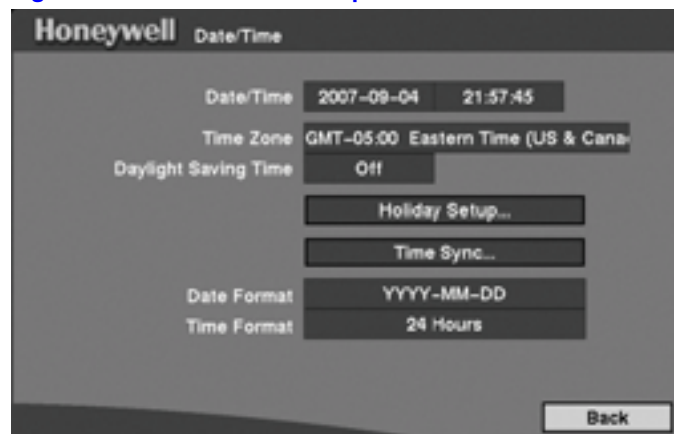 Honeywell Date/Time
Date/Time 2007-09-04 21:57:45
Time Zone GMT-05:00 Eastern Time (US & Cana
Daylight Saving Time Off
Holiday Setup...
Time Sync...
Date Format YYYY-MM-DD
Time Format 24 Hours
Back